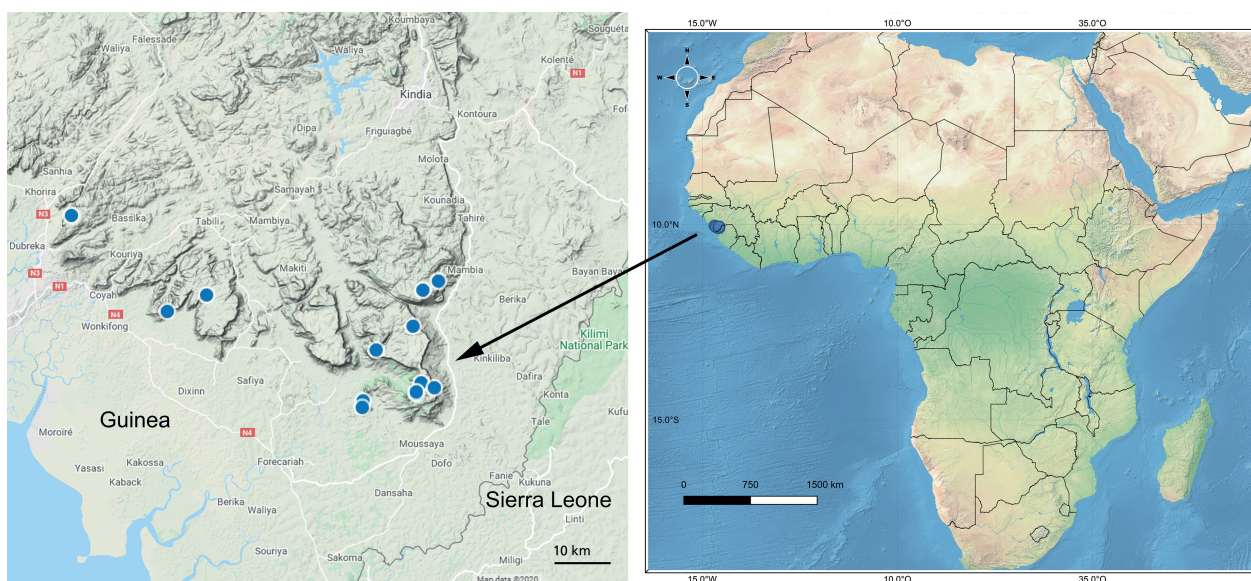 Koumbaya
Falessade
Waliya
Waliya
Souguéta
Kolenté
N1
Kindia
Kontoura
Dipa
Friguiagbé
Molota
Sanhia
Khorira
Samayah
Kounadia
N3
Bassika
Tabili
Mambiya
Tahiré
Dubreka
Kouriya
N3
N1
Makiti
Mambia
Bayan Baya
Coyah
Berika
N4
Wonkifong
Kilimi
National Park
Kinkiliba
Dixinn
Safiya
Dafira
Konta
Guinea
Kufu
Moroïré
N4
Tale
Moussaya
Kakossa
Forecariah
Dofo
Yasasi
Kaback
Fanie
Kukuna
Dansaha
Berika
Waliya
Sierra Leone
Linti
Souriya
Sakoma
Miligi
10 km
Map data ©2020
15.0°W
10.0°O
35.0°O
N
W
E
S
10.0°N
15.0°S
0
750
1500 km
15.0°W
10.0°O
35.0°O